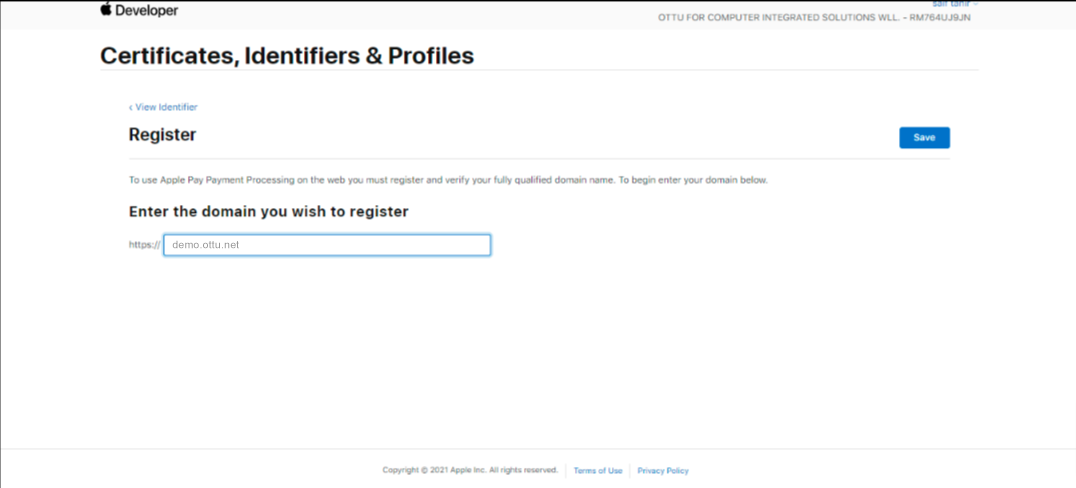 Developer
saif tahir
OTTU FOR COMPUTER INTEGRATED SOLUTIONS WLL. - RM764UJ9JN
Certificates, Identifiers & Profiles
‹ View Identifier
Register
Save
To use Apple Pay Payment Processing on the web you must register and verify your fully qualified domain name. To begin enter your domain below.
Enter the domain you wish to register
https:// demo.ottu.net
Copyright © 2021 Apple Inc. All rights reserved. Terms of Use Privacy Policy